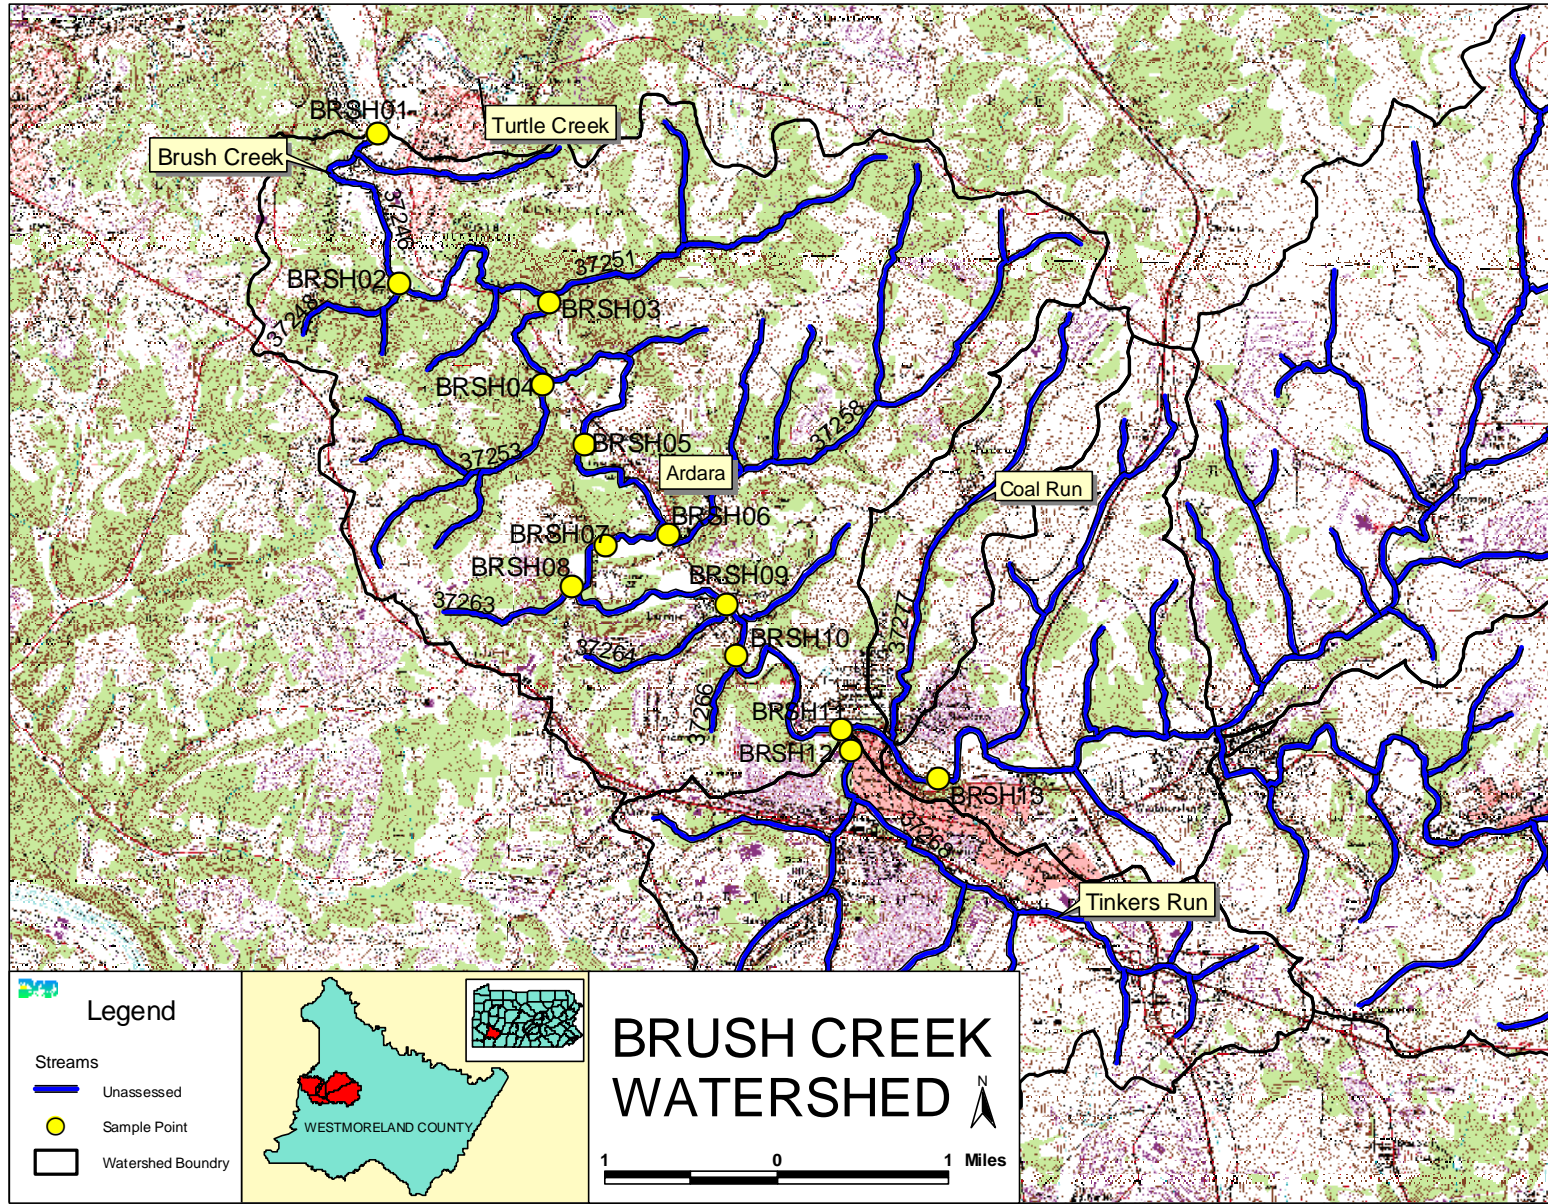 BRSH01
Turtle Creek
Brush Creek
37246
37251
BRSH02
37248
BRSH03
BRSH04
37258
BRSH05
37253
Ardara
Coal Run
BRSH06
BRSH07
BRSH08
BRSH09
37263
37277
BRSH10
37264
37266
BRSH11
BRSH12
BRSH13
Tinkers Run
Legend
Streams
Unassessed
Sample Point
Watershed Boundry
WESTMORELAND COUNTY
BRUSH CREEK
WATERSHED
N
1 0 1 Miles